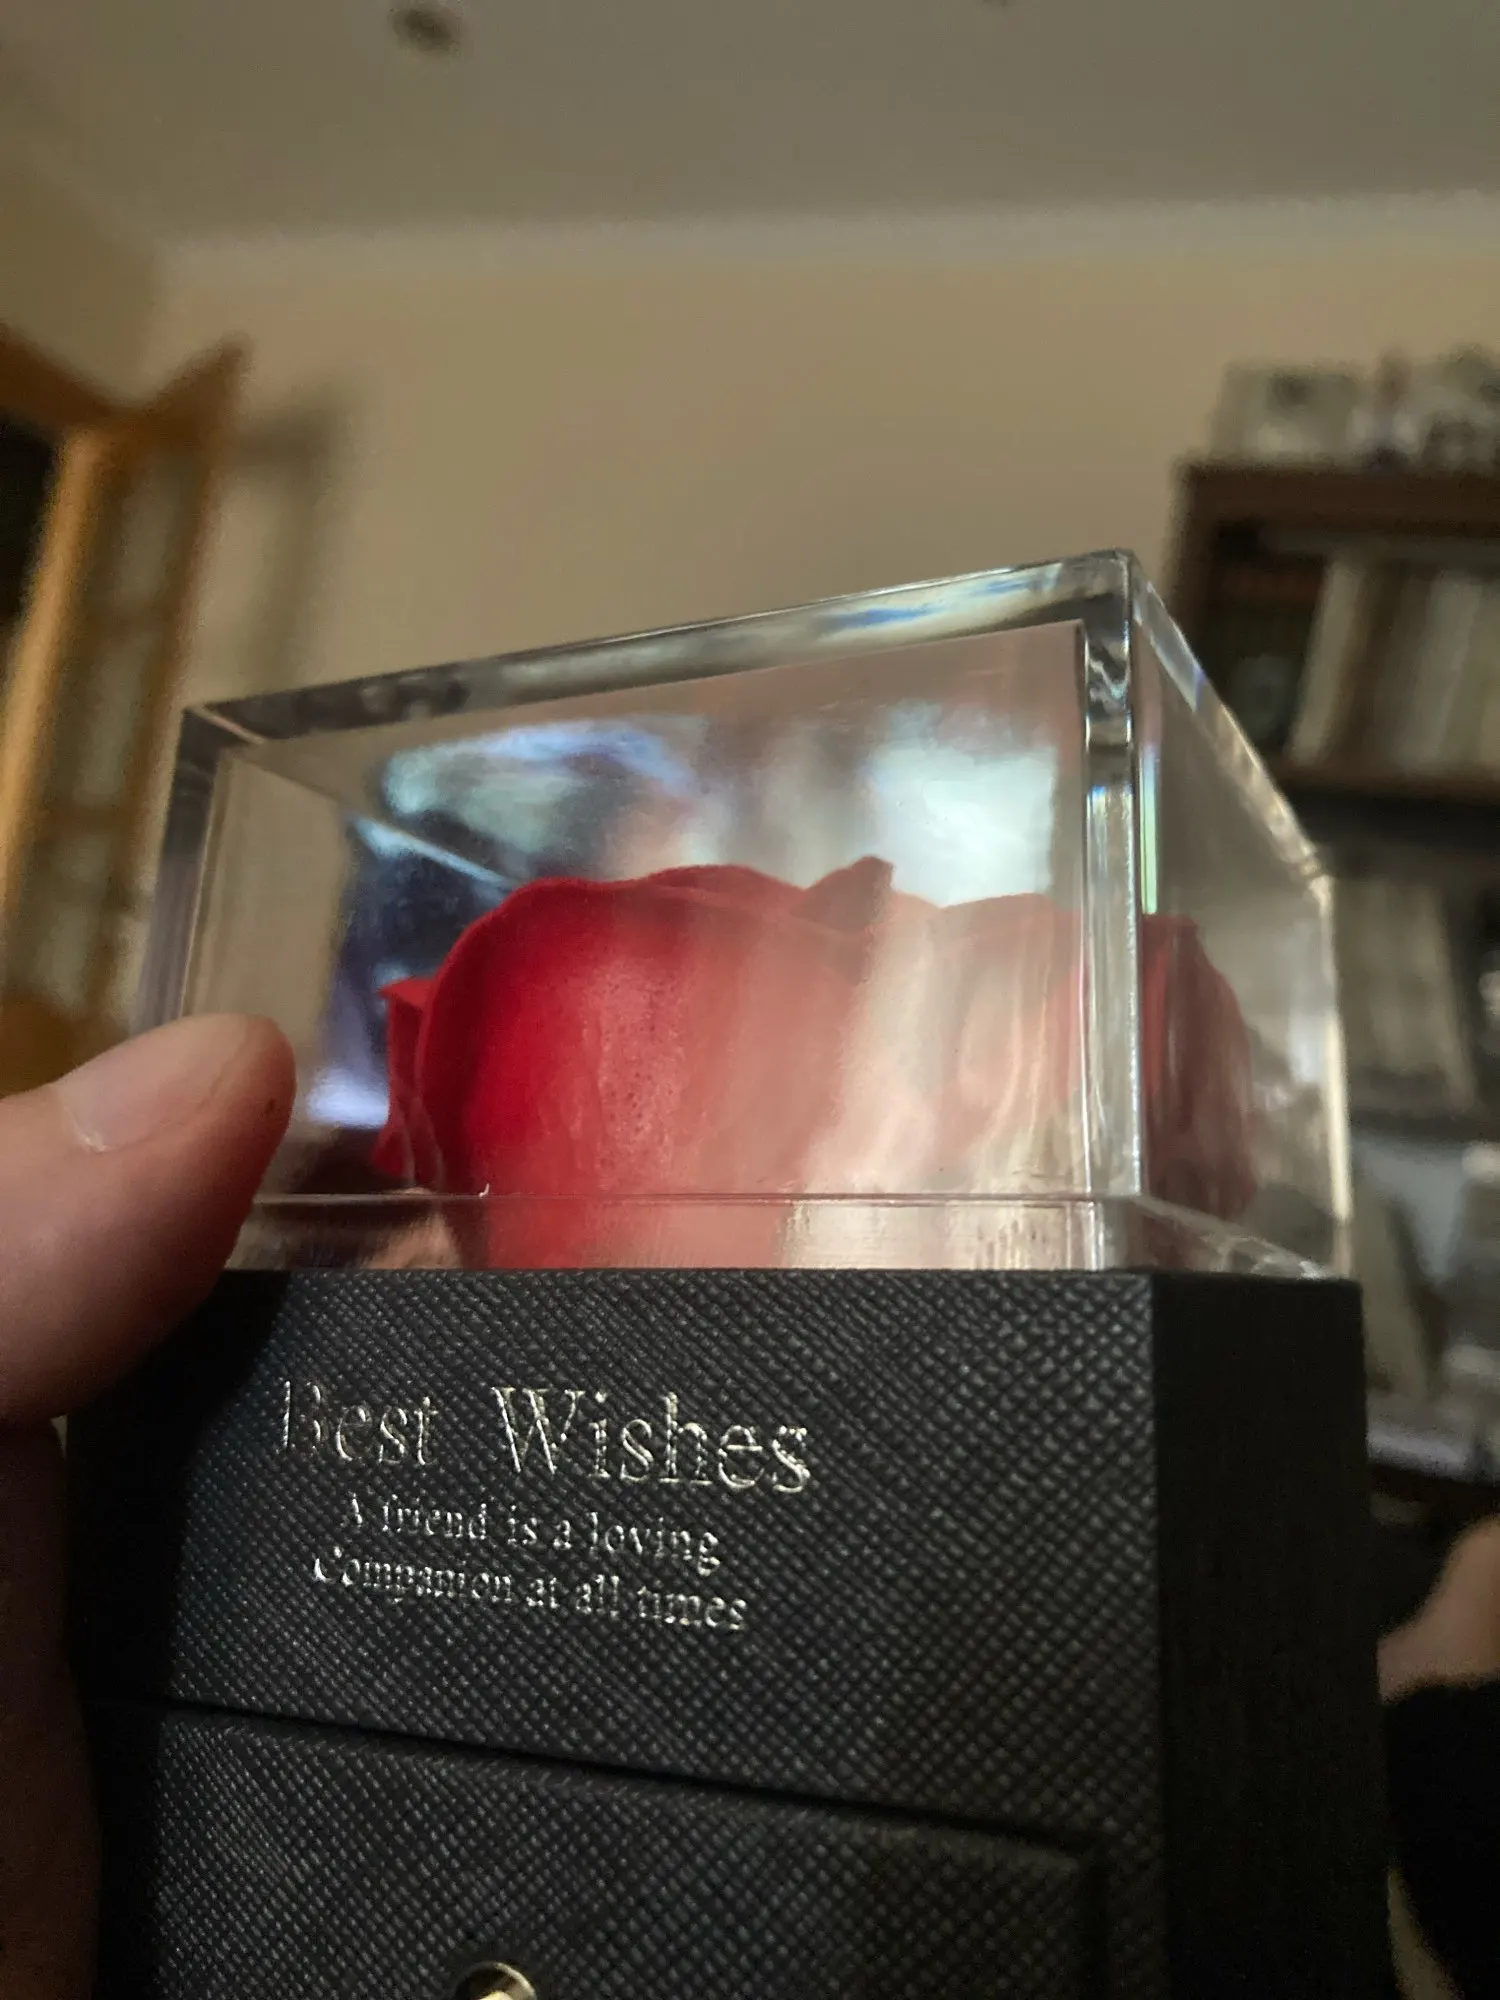 Best Wishes
A friend is a loving
Companion at all times